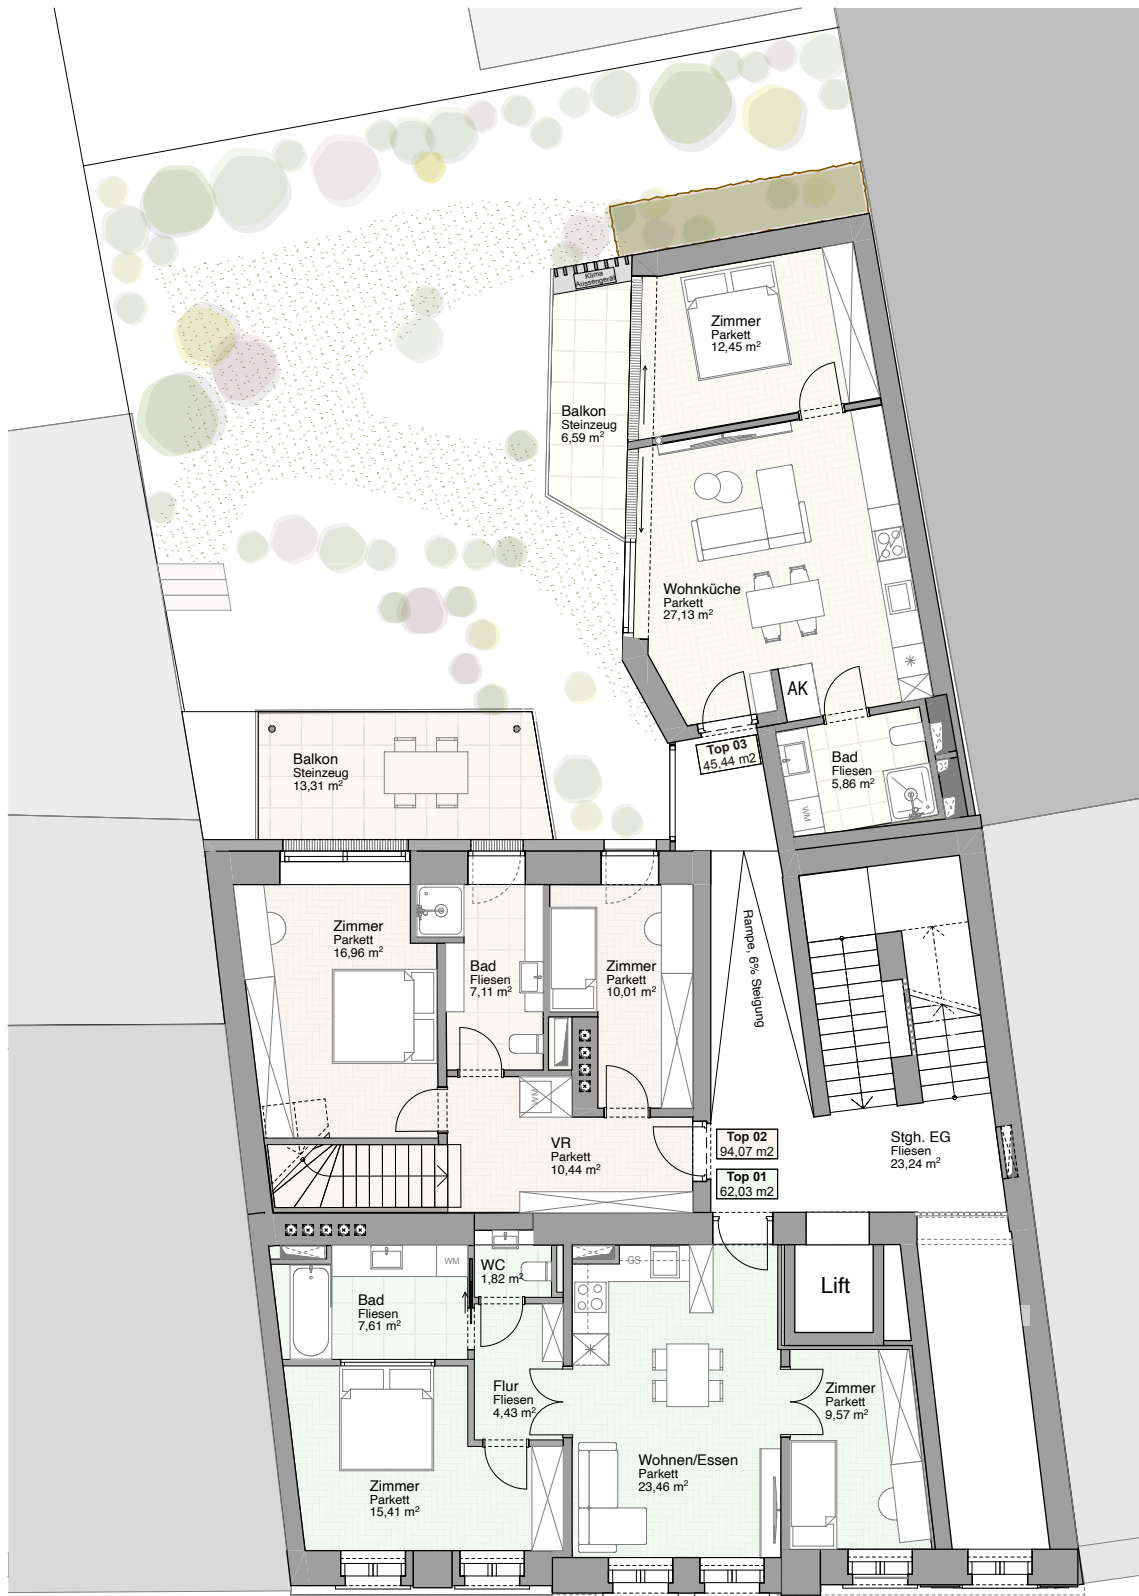 Klima
Aussengerät
Zimmer
Parkett
12,45 m²
Balkon
Steinzeug
6,59 m²
Wohnküche
Parkett
27,13 m²
AK
Top 03
45,44 m2
Bad
Fliesen
5,86 m²
WM
Balkon
Steinzeug
13,31 m²
Zimmer
Parkett
16,96 m²
Bad
Fliesen
7,11 m²
Zimmer
Parkett
10,01 m²
Rampe, 6% Steigung
WM
VR
Parkett
10,44 m²
Top 02
94,07 m2
Top 01
62,03 m2
Stgh. EG
Fliesen
23,24 m²
WM
WC
1,82 m²
GS
Lift
Bad
Fliesen
7,61 m²
Flur
Fliesen
4,43 m²
Zimmer
Parkett
9,57 m²
Wohnen/Essen
Parkett
23,46 m²
Zimmer
Parkett
15,41 m²